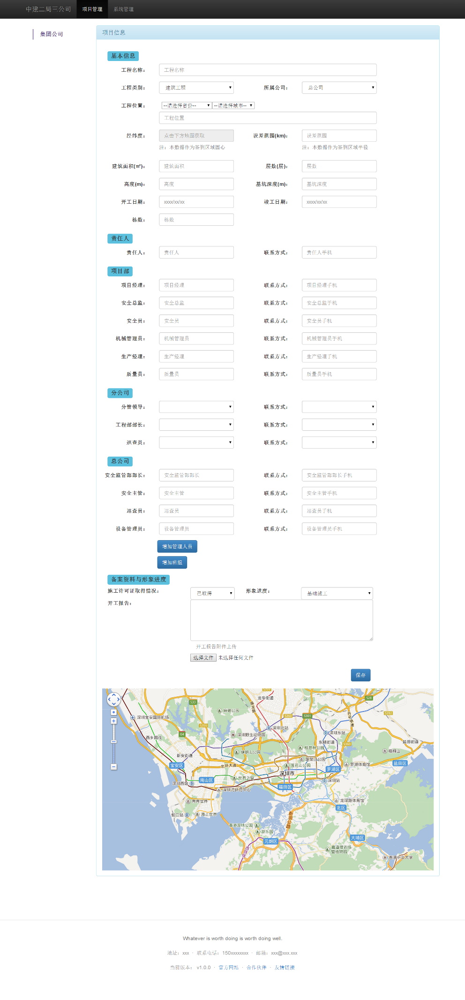 中建二局三公司 项目管理 系统管理
集团公司
项目信息
基本信息
工程名称： 工程名称
工程类别： 建筑工程 所属公司： 总公司
工程位置： --请选择省份-- --请选择城市--
工程位置
经纬度： 点击下方地图获取 误差范围(km)： 误差范围
注：本数据作为签到区域圆心 注：本数据作为签到区域半径
建筑面积(㎡)： 建筑面积 层数(层)： 层数
高度(m)： 高度 基坑深度(m)： 基坑深度
开工日期： xxxx/xx/xx 竣工日期： xxxx/xx/xx
栋数： 栋数
责任人
责任人： 责任人 联系方式： 责任人手机
项目部
项目经理： 项目经理 联系方式： 项目经理手机
安全总监： 安全总监 联系方式： 安全总监手机
安全员： 安全员 联系方式： 安全员手机
机械管理员： 机械管理员 联系方式： 机械管理员手机
生产经理： 生产经理 联系方式： 生产经理手机
质量员： 质量员 联系方式： 质量员手机
分公司
分管领导： 联系方式：
工程部部长： 联系方式：
巡查员： 联系方式：
总公司
安全监管部部长： 安全监管部部长 联系方式： 安全监管部部长手机
安全主管： 安全主管 联系方式： 安全主管手机
巡查员： 巡查员 联系方式： 巡查员手机
设备管理员： 设备管理员 联系方式： 设备管理员手机
增加管理人员
增加班组
备案资料与形象进度
施工许可证取得情况： 已取得 形象进度： 基础施工
开工报告：
开工报告附件上传
选择文件 未选择任何文件
保存
龙华街道 S28
S33
麻磡公园 福龙路 S202
深圳宝安国际机场 S360 S301 丹平快速
S359 深圳北站
G4 深圳野生动物园 深圳东站
西乡 固戍 东晓街道 S360 盐田街道
相思林公园
塘朗山公园 梧桐山
新安街道 笔架山公园
宝安区 北环大道 莲花山公园 罗湖区 罗湖体育馆 盐田区
深圳市
南山区 世界之窗
深圳西站 福田区 深圳站
深圳湾体育中心
青青世界 龙琛路体育馆
北区
蛇口站 海上世界 新田公路
香港湿地公园
游乐园
元朗区 大埔区
嘉道理农场
暨植物园
香港中文大学
Whatever is worth doing is worth doing well.
地址：xxx · 联系电话：150xxxxxxxx · 邮箱：xxx@xxx.xxx
当前版本： v1.0.0 · 官方网站 · 合作伙伴 · 友情链接